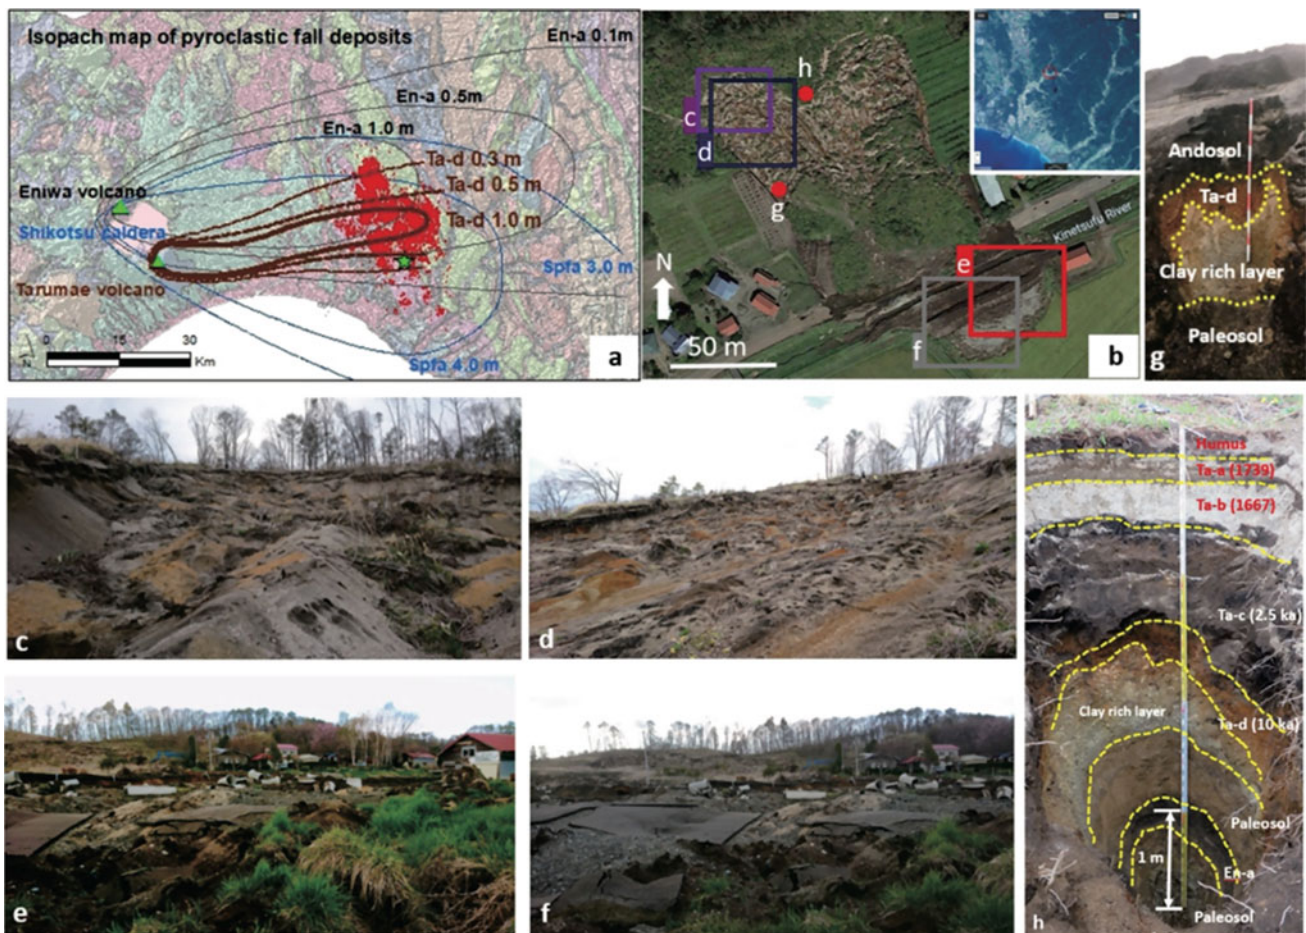 Isopach map of pyroclastic fall deposits
En-a 0.1m
En-a 0.5m
En-a 1.0 m
Ta-d 0.3 m
Ta-d 0.5 m
Ta-d 1.0 m
Eniwa volcano
Shikotsu caldera
Tarumae volcano
Spfa 3.0 m
Spfa 4.0 m
0 15 30
Km
a
h
c
d
g
Kinetsufu River
N
e
f
50 m
b
Andosol
Ta-d
Clay rich layer
Paleosol
g
c
d
Humus
Ta-a (1739)
Ta-b (1667)
Ta-c (2.5 ka)
Clay rich layer
Ta-d (10 ka)
Paleosol
1 m
En-a
Paleosol
h
e
f